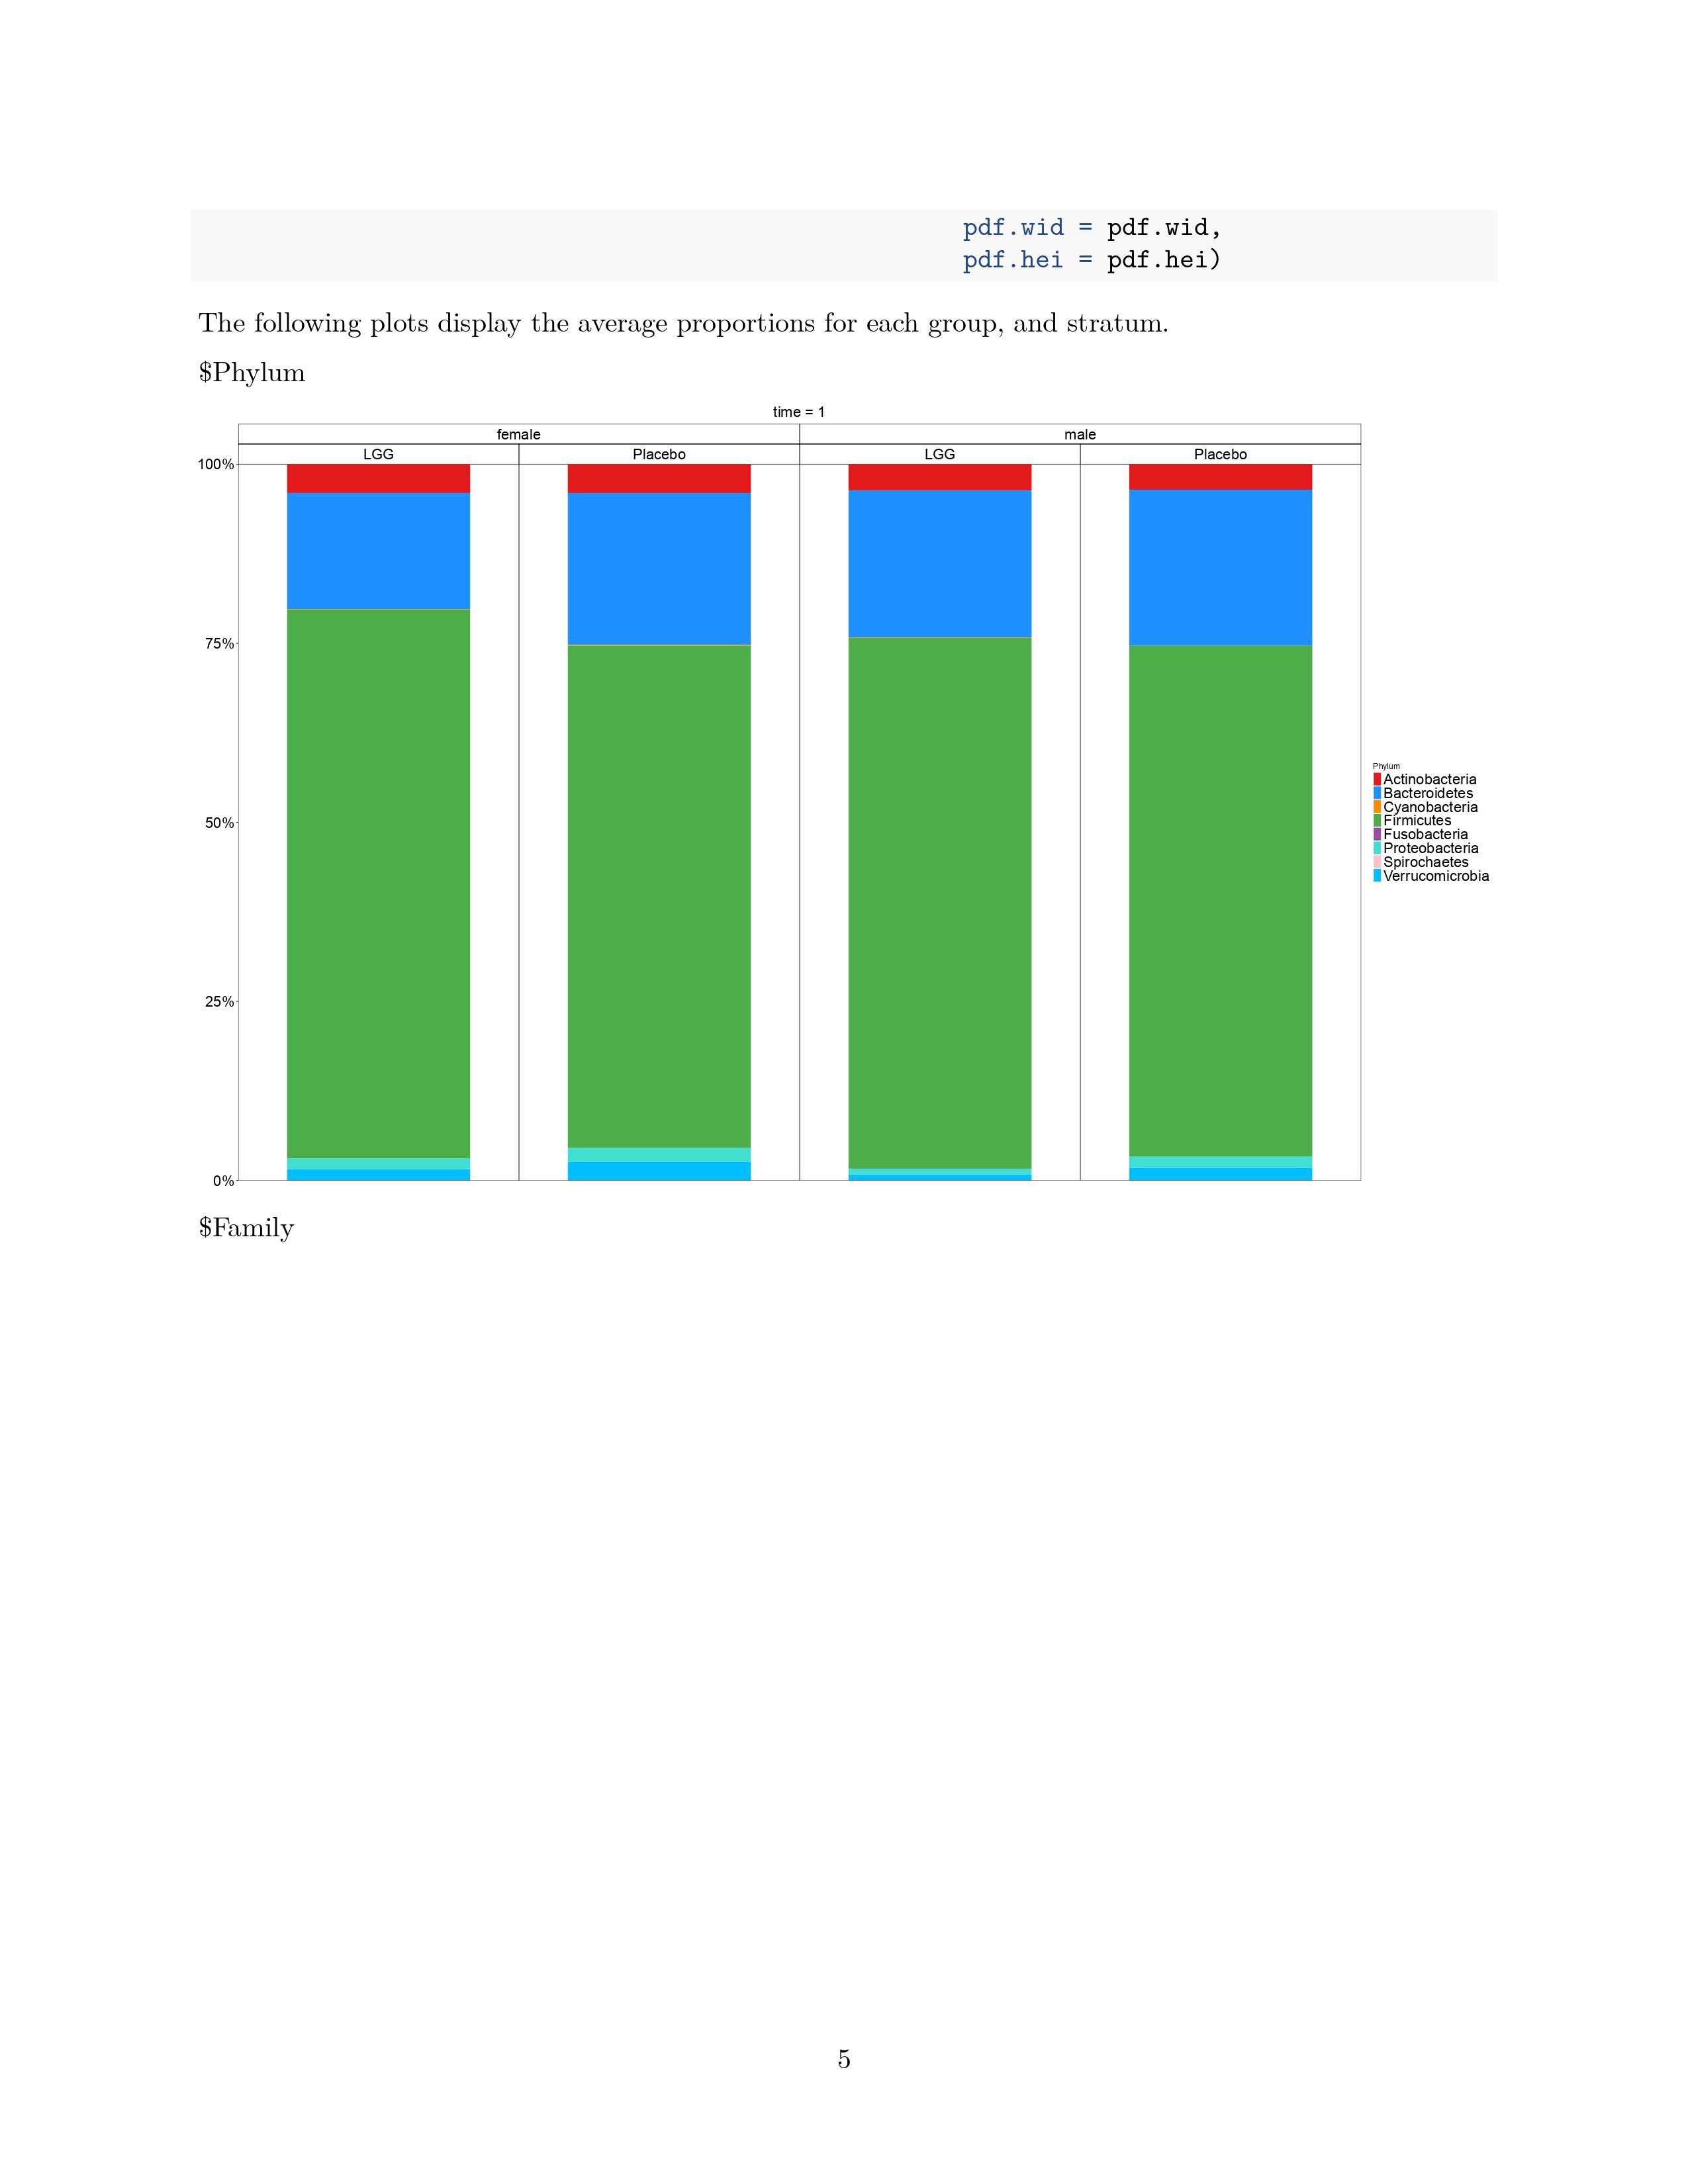 pdf.wid = pdf.wid,
pdf.hei = pdf.hei)
The following plots display the average proportions for each group, and stratum.
$Phylum
time = 1
female male
LGG Placebo LGG Placebo
100%
75%
50%
25%
0%
Phylum
Actinobacteria
Bacteroidetes
Cyanobacteria
Firmicutes
Fusobacteria
Proteobacteria
Spirochaetes
Verrucomicrobia
$Family
5